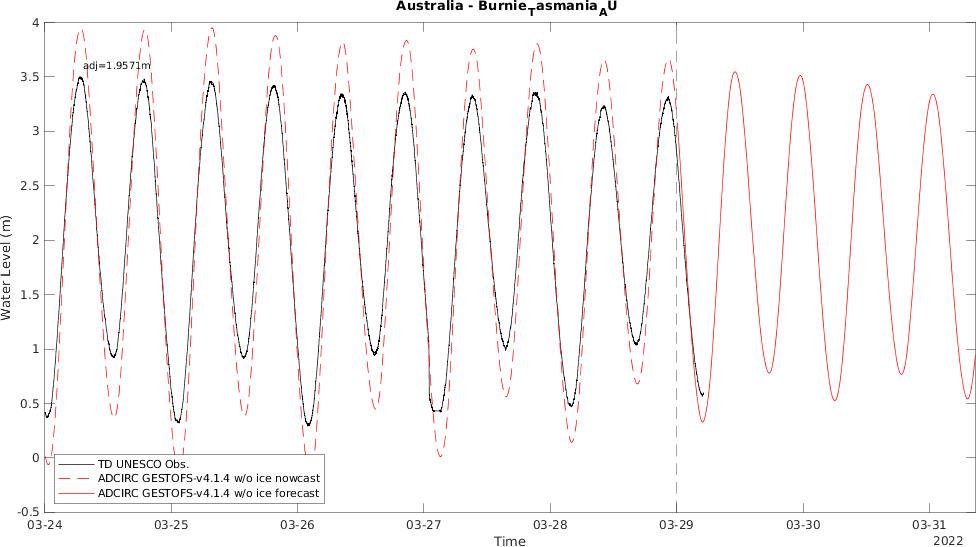 Australia - BurnieTasmaniaAU
adj=1.9571m
4
3.5
3
2.5
2
1.5
1
0.5
0
-0.5
Water Level (m)
TD UNESCO Obs.
ADCIRC GESTOFS-v4.1.4 w/o ice nowcast
ADCIRC GESTOFS-v4.1.4 w/o ice forecast
03-24 03-25 03-26 03-27 03-28 03-29 03-30 03-31
Time
2022